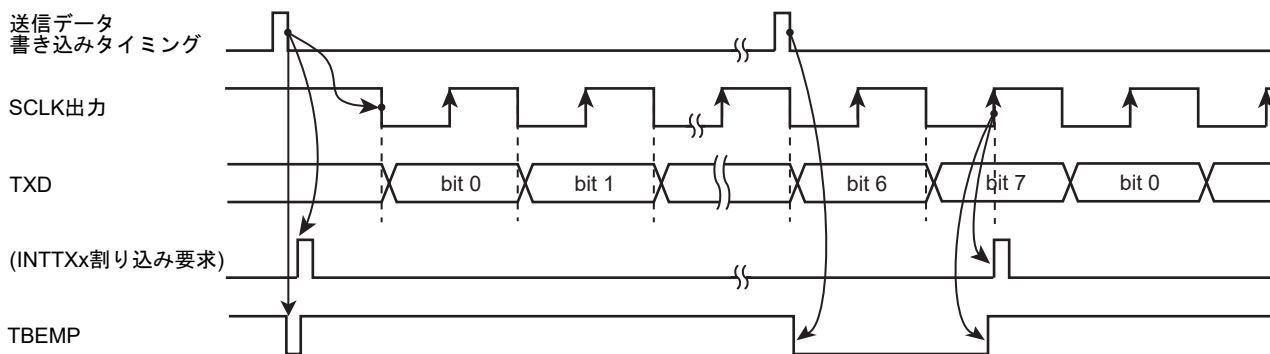 送信データ
書き込みタイミング
SCLK出力
TXD
bit 0
bit 1
bit 6
bit 7
bit 0
(INTTXx割り込み要求)
TBEMP